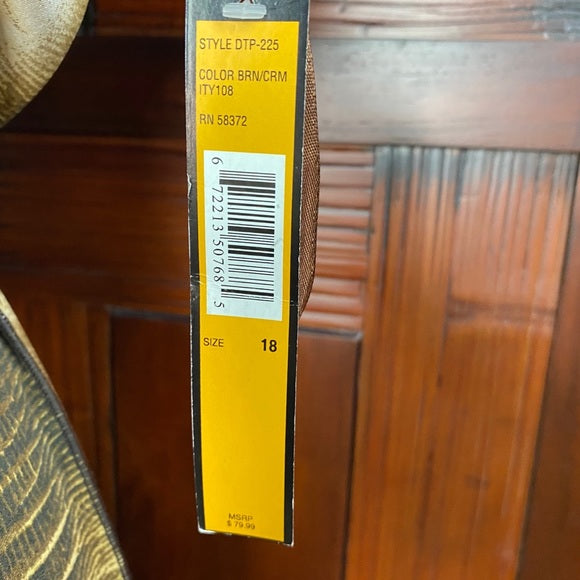 STYLE DTP-225
COLOR BRN/CRM
ITY108
RN 58372
6 72213 50768 5
SIZE 18
MSRP
$ 79.99